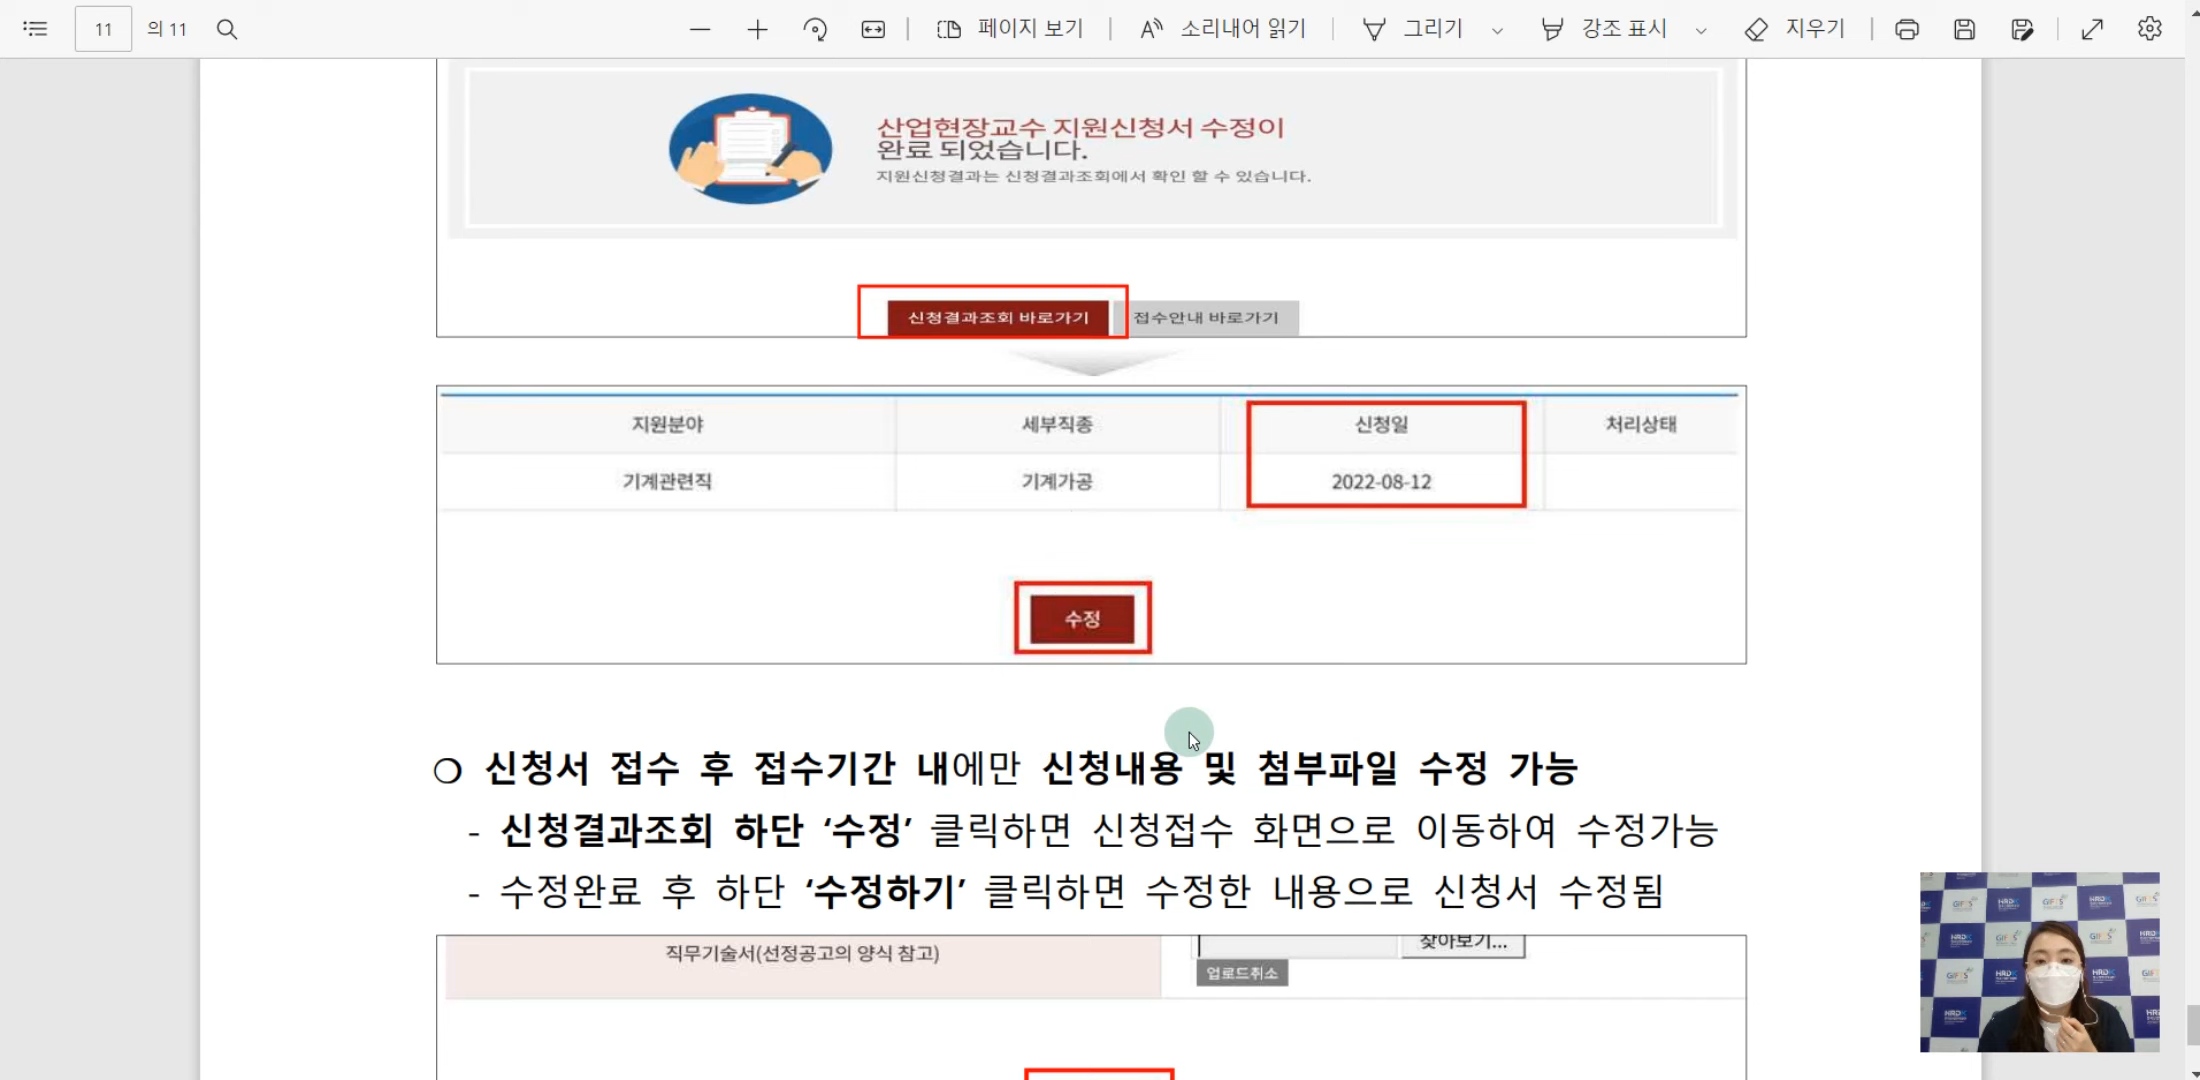 11 의 11 페이지 보기 소리내어 읽기 그리기 강조 표시 지우기
산업현장교수 지원신청서 수정이
완료 되었습니다.
지원신청결과는 신청결과조회에서 확인 할 수 있습니다.
신청결과조회 바로가기 접수안내 바로가기
지원분야 세부직종 신청일 처리상태
기계관련직 기계가공 2022-08-12
수정
❍ 신청서 접수 후 접수기간 내에만 신청내용 및 첨부파일 수정 가능
- 신청결과조회 하단 ‘수정’ 클릭하면 신청접수 화면으로 이동하여 수정가능
- 수정완료 후 하단 ‘수정하기’ 클릭하면 수정한 내용으로 신청서 수정됨
직무기술서(선정공고의 양식 참고) 찾아보기...
업로드취소